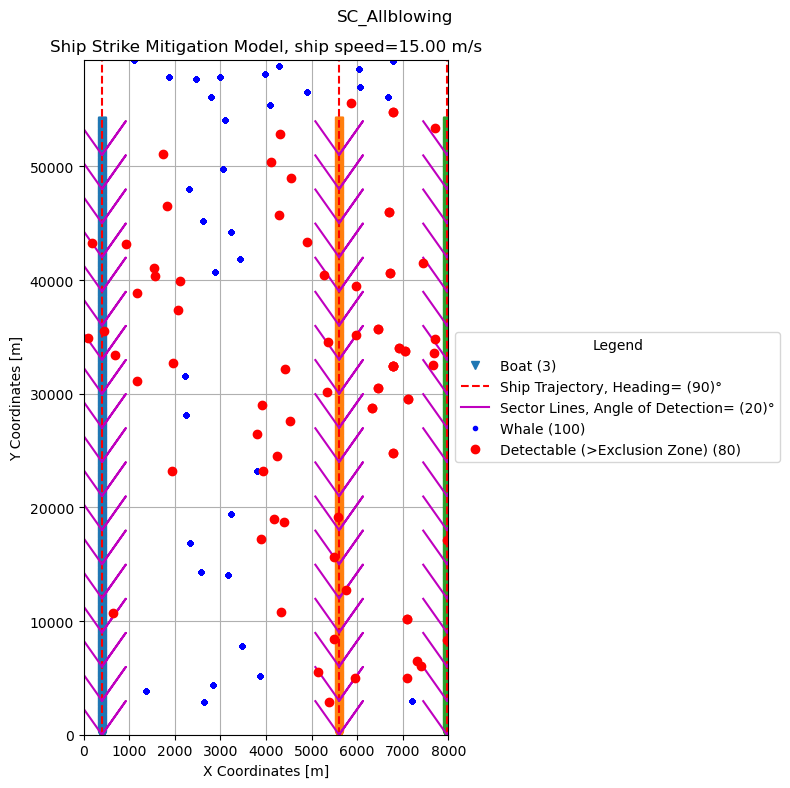 SC_Allblowing
Ship Strike Mitigation Model, ship speed=15.00 m/s
50000
40000
30000
20000
10000
0
Y Coordinates [m]
0 1000 2000 3000 4000 5000 6000 7000 8000
X Coordinates [m]
Legend
Boat (3)
Ship Trajectory, Heading= (90)°
Sector Lines, Angle of Detection= (20)°
Whale (100)
Detectable (>Exclusion Zone) (80)